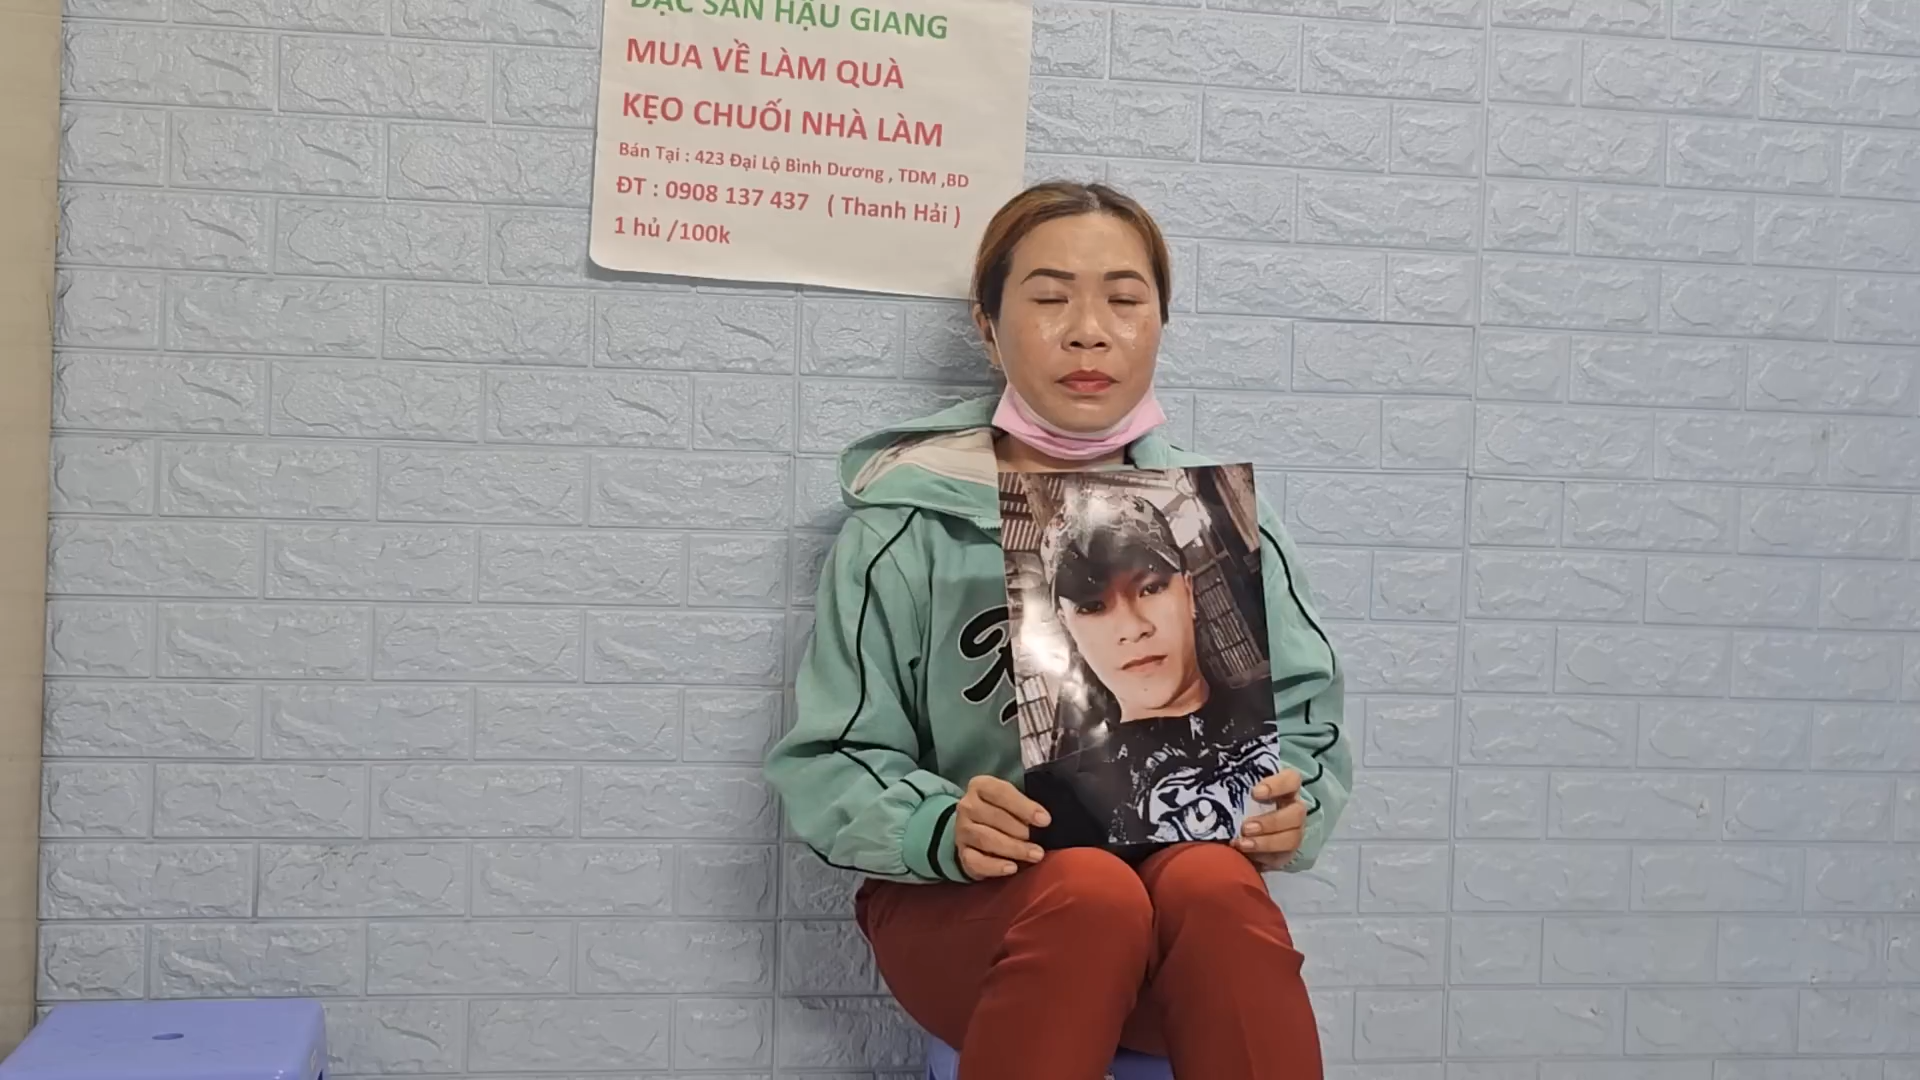 ĐẶC SẢN HẬU GIANG
MUA VỀ LÀM QUÀ
KẸO CHUỐI NHÀ LÀM
Bán Tại : 423 Đại Lộ Bình Dương , TDM ,BD
ĐT : 0908 137 437 ( Thanh Hải )
1 hủ /100k